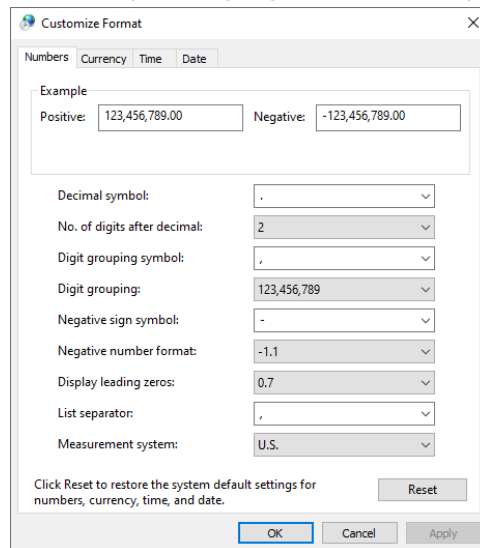 Customize Format
Numbers Currency Time Date
Example
Positive: 123,456,789.00 Negative: -123,456,789.00
Decimal symbol: .
No. of digits after decimal: 2
Digit grouping symbol: ,
Digit grouping: 123,456,789
Negative sign symbol: -
Negative number format: -1.1
Display leading zeros: 0.7
List separator: ,
Measurement system: U.S.
Click Reset to restore the system default settings for
numbers, currency, time, and date.
Reset
OK Cancel Apply